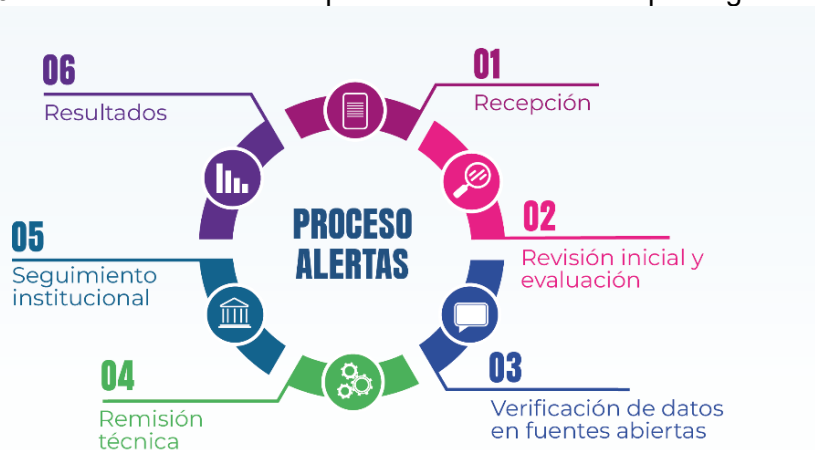 PROCESO
ALERTAS
01
Recepción
02
Revisión inicial y
evaluación
03
Verificación de datos
en fuentes abiertas
04
Remisión
técnica
05
Seguimiento
institucional
06
Resultados